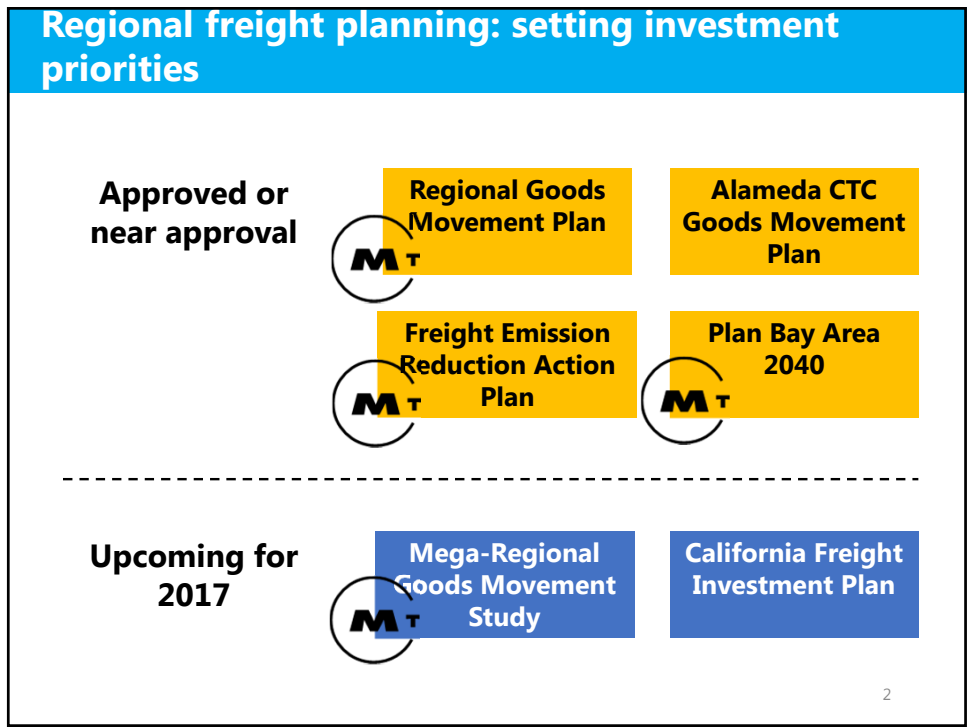 Regional freight planning: setting investment
priorities
Approved or
near approval
Regional Goods
Movement Plan
M T
Alameda CTC
Goods Movement
Plan
Freight Emission
Reduction Action
Plan
M T
Plan Bay Area
2040
M T
Upcoming for
2017
Mega-Regional
Goods Movement
Study
M T
California Freight
Investment Plan
2